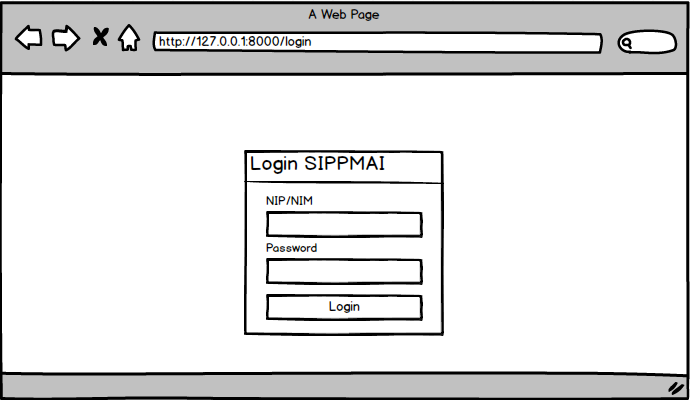 A Web Page
http://127.0.0.1:8000/login
Login SIPPMAI
NIP/NIM
Password
Login